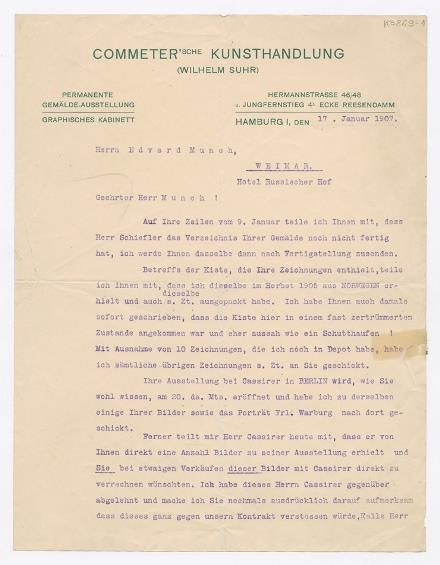 K 2869-1
COMMETER'SCHE KUNSTHANDLUNG
(WILHELM SUHR)
PERMANENTE
GEMÄLDE-AUSSTELLUNG
GRAPHISCHES KABINETT
HERMANNSTRASSE 46/48
u. JUNGFERNSTIEG 41 ECKE REESENDAMM
HAMBURG I, DEN 17. Januar 1907.
Herrn Edvard Munch,
WEIMAR.
Hotel Russischer Hof
Geehrter Herr Munch !
Auf Ihre Zeilen vom 9. Januar teile ich Ihnen mit, dass
Herr Schiefler das Verzeichnis Ihrer Gemälde noch nicht fertig
hat, ich werde Ihnen dasselbe dann nach Fertigstellung zusenden.
Betreffs der Kiste, die Ihre Zeichnungen enthielt, teile
ich Ihnen mit, dass ich dieselbe im Herbst 1905 aus NORWEGEN er-
hielt und auch dieselbe s. Zt. ausgepackt habe. Ich habe Ihnen auch damals
sofort geschrieben, dass die Kiste hier in einem fast zertrümmerten
Zustande angekommen war und eher aussah wie ein Schutthaufen !
Mit Ausnahme von 10 Zeichnungen, die ich noch in Depot habe, habe
ich sämtliche übrigen Zeichnungen s. Zt. an Sie geschickt.
Ihre Ausstellung bei Cassirer in BERLIN wird, wie Sie
wohl wissen, am 20. ds. Mts. eröffnet und habe ich zu derselben
einige Ihrer Bilder sowie das Porträt Frl. Warburg nach dort ge-
schickt.
Ferner teilt mir Herr Cassirer heute mit, dass er von
Ihnen direkt eine Anzahl Bilder zu seiner Ausstellung erhielt und
Sie bei etwaigen Verkäufen dieser Bilder mit Cassirer direkt zu
verrechnen wünschten. Ich habe dieses Herrn Cassirer gegenüber
abgelehnt und mache ich Sie nochmals ausdrücklich darauf aufmerksam
dass dieses ganz gegen unsern Kontrakt verstossen würde, Herr